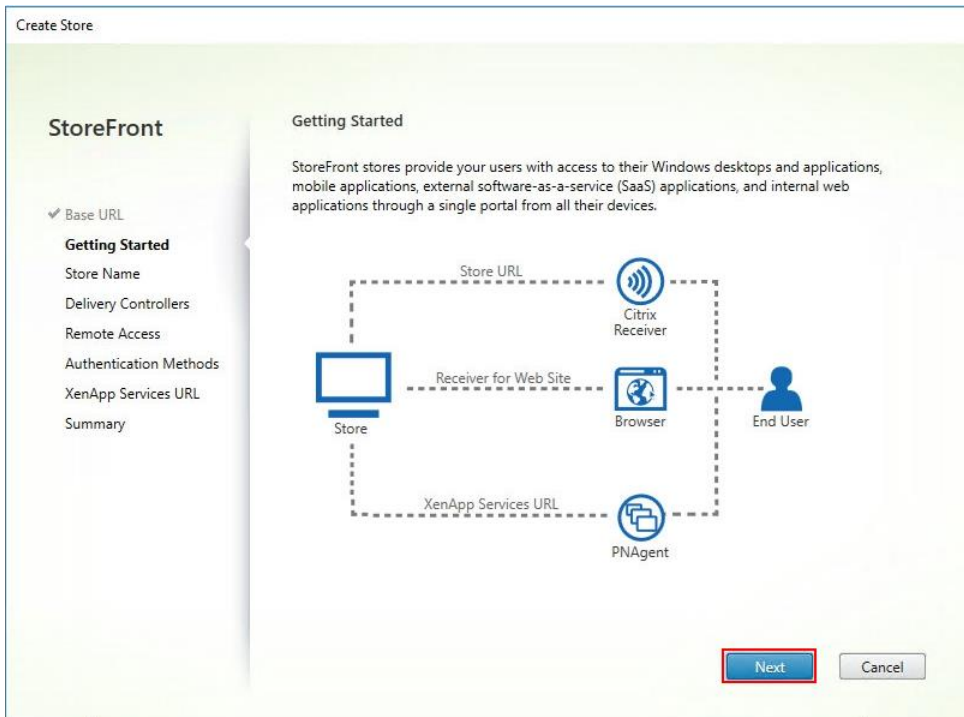 Create Store
StoreFront
✔ Base URL
Getting Started
Store Name
Delivery Controllers
Remote Access
Authentication Methods
XenApp Services URL
Summary
Getting Started
StoreFront stores provide your users with access to their Windows desktops and applications,
mobile applications, external software-as-a-service (SaaS) applications, and internal web
applications through a single portal from all their devices.
Store URL
Citrix
Receiver
Receiver for Web Site
Store
Browser
End User
XenApp Services URL
PNAgent
Next
Cancel